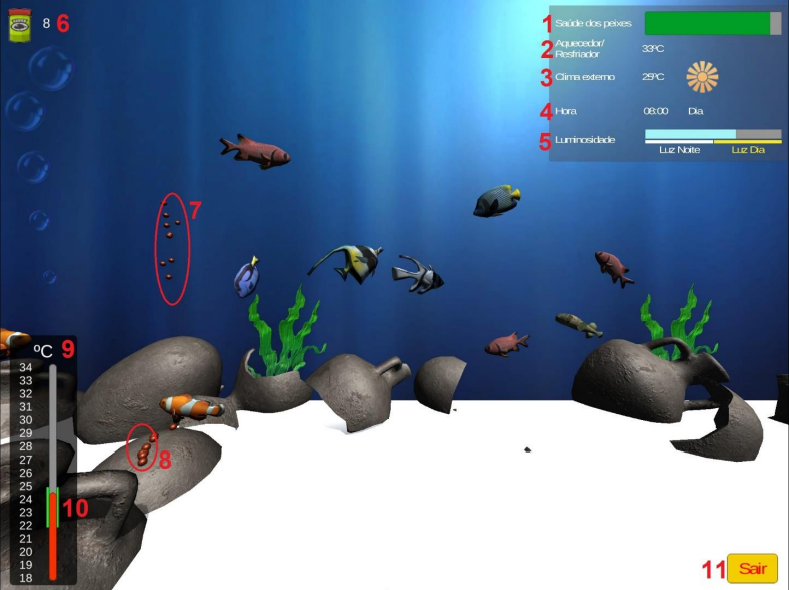 8 6
1 Saúde dos peixes
2 Aquecedor/
Resfriador 33ºC
3 Clima externo 25ºC
4 Hora 08:00 Dia
5 Luminosidade
Luz Noite Luz Dia
7
ºC 9
34
33
32
31
30
29
28
27
26
25
24
23
22
21
20
19
18
8
10
11 Sair